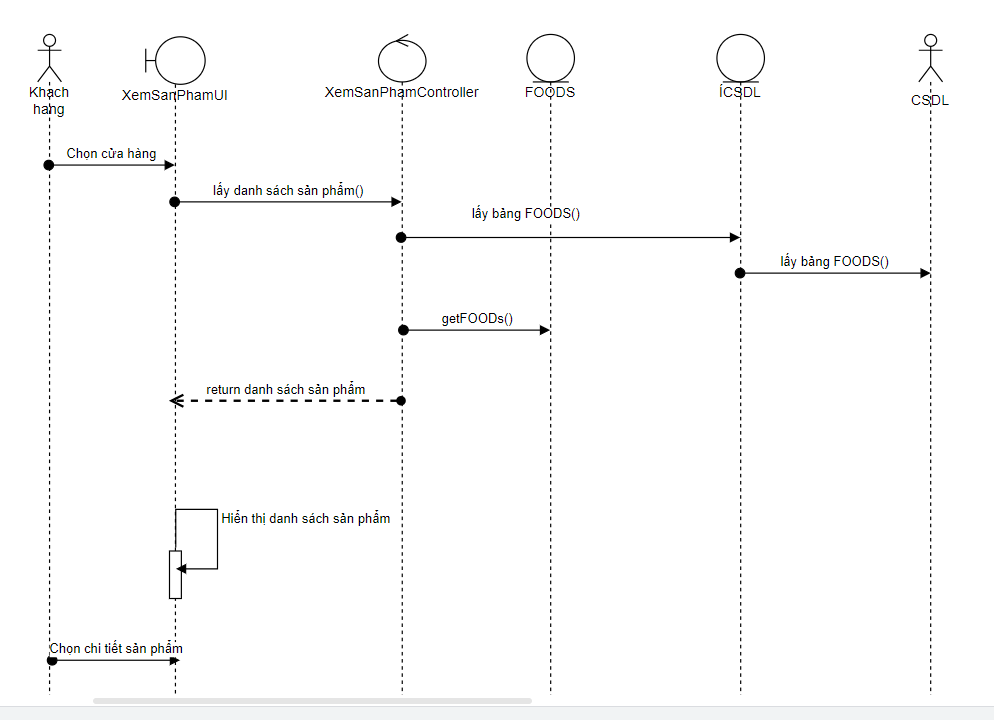 Khách
hang
XemSanPhamUI
XemSanPhamController
FOODS
ICSDL
CSDL
Chọn cửa hàng
lấy danh sách sản phẩm()
lấy bảng FOODS()
lấy bảng FOODS()
getFOODs()
return danh sách sản phẩm
Hiển thị danh sách sản phẩm
Chọn chi tiết sản phẩm